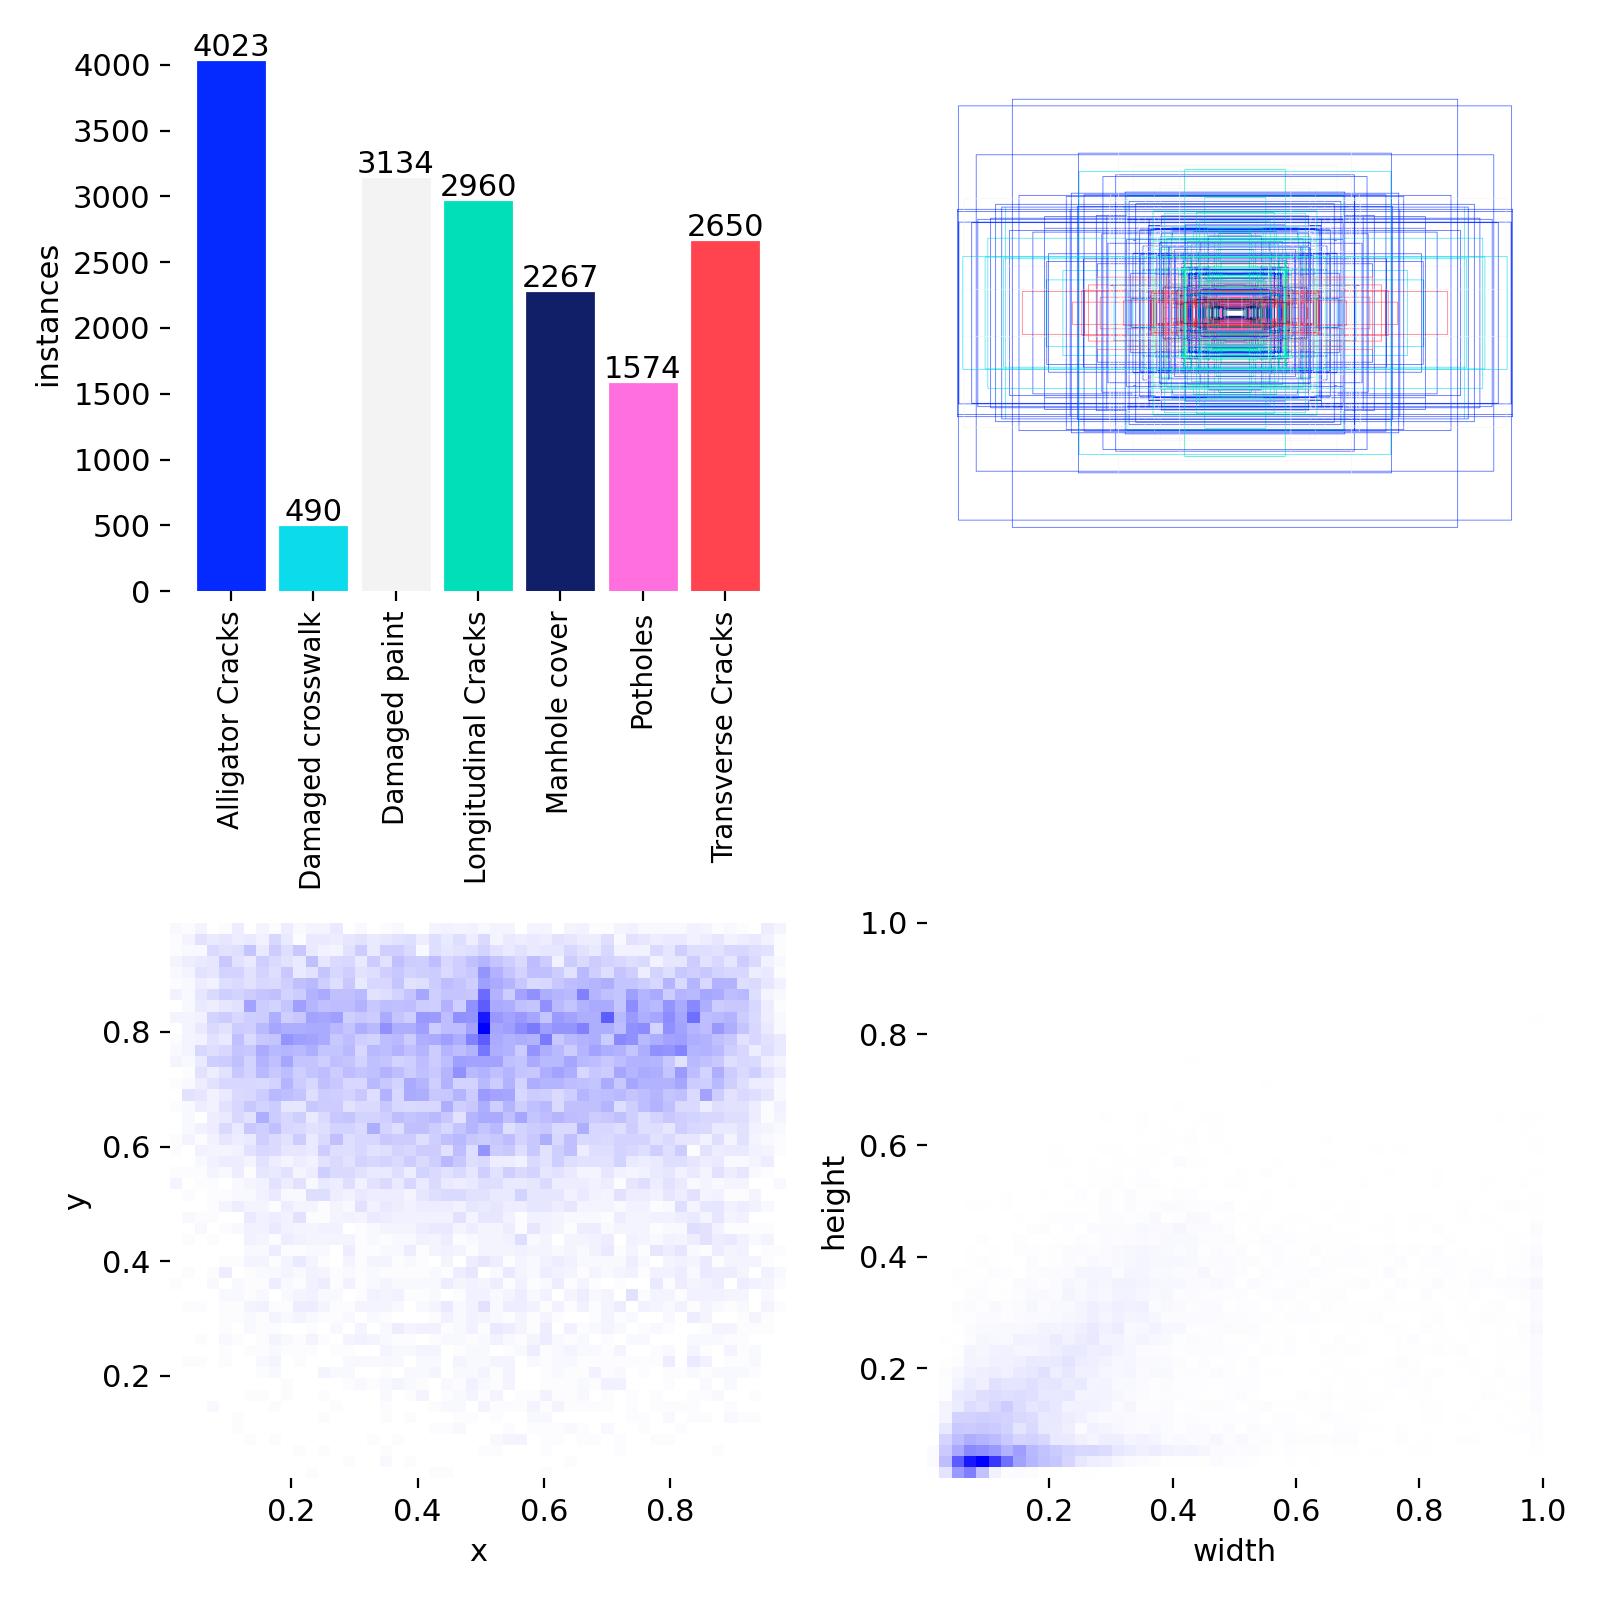 4023
4000
3500
3134
3000
2960
2650
2500
2267
2000
1574
1500
1000
500
490
0
instances
Alligator Cracks
Damaged crosswalk
Damaged paint
Longitudinal Cracks
Manhole cover
Potholes
Transverse Cracks
0.8
0.6
0.4
0.2
y
0.2 0.4 0.6 0.8
x
1.0
0.8
0.6
0.4
0.2
height
0.2 0.4 0.6 0.8 1.0
width